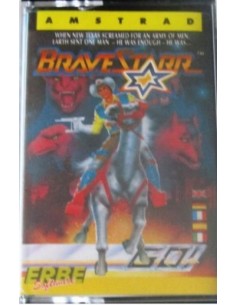 AMSTRAD
WHEN NEW TEXAS SCREAMED FOR AN ARMY OF MEN,
EARTH SENT ONE MAN - HE WAS ENOUGH - HE WAS...
BRAVESTARR
TM
GO!
ERBE
Software